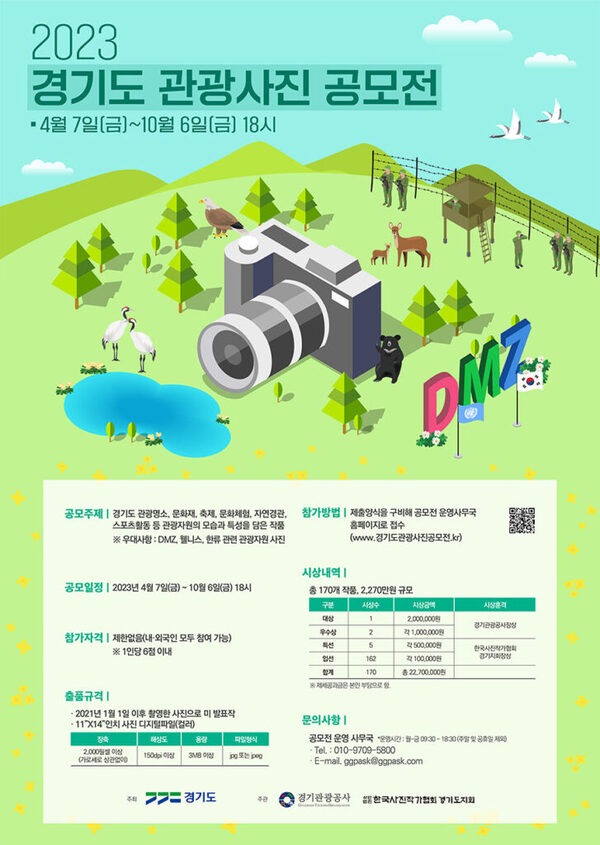 2023
경기도 관광사진 공모전
▪ 4월 7일(금)~10월 6일(금) 18시
DMZ
공모주제 | 경기도 관광명소, 문화재, 축제, 문화체험, 자연경관,
스포츠활동 등 관광자원의 모습과 특성을 담은 작품
※ 우대사항 : DMZ, 웰니스, 한류 관련 관광자원 사진
공모일정 | 2023년 4월 7일(금) ~ 10월 6일(금) 18시
참가자격 | 제한없음(내·외국인 모두 참여 가능)
※ 1인당 6점 이내
출품규격 |
· 2021년 1월 1일 이후 촬영한 사진으로 미 발표작
· 11"X14"인치 사진 디지털파일(컬러)
장축 해상도 용량 파일형식
2,000픽셀 이상 150dpi 이상 3MB 이상 jpg 또는 jpeg
(가로세로 상관없이)
참가방법 | 제출양식을 구비해 공모전 운영사무국
홈페이지로 접수
(www.경기도관광사진공모전.kr)
시상내역 |
총 170개 작품, 2,270만원 규모
구분 시상수 시상금액 시상훈격
대상 1 2,000,000원 경기관광공사장상
우수상 2 각 1,000,000원
특선 5 각 500,000원 한국사진작가협회
경기지회장상
입선 162 각 100,000원
합계 170 총 22,700,000원
※ 제세공과금은 본인 부담으로 함.
문의사항 |
공모전 운영 사무국 *운영시간 : 월~금 09:30 ~ 18:30 (주말 및 공휴일 제외)
· Tel. : 010-9709-5800
· E-mail. ggpask@ggpask.com
주최 경기도 주관 경기관광공사 한국사진작가협회 경기도지회